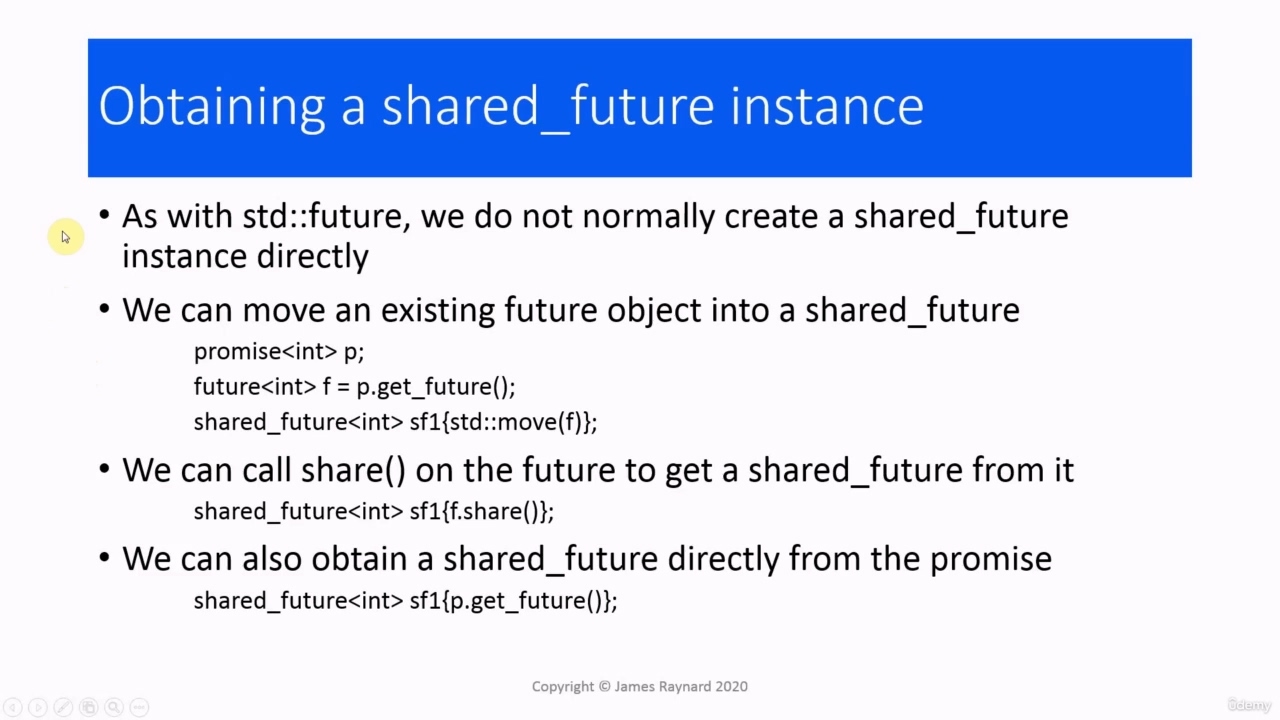 Obtaining a shared_future instance
• As with std::future, we do not normally create a shared_future
instance directly
• We can move an existing future object into a shared_future
promise<int> p;
future<int> f = p.get_future();
shared_future<int> sf1{std::move(f)};
• We can call share() on the future to get a shared_future from it
shared_future<int> sf1{f.share()};
• We can also obtain a shared_future directly from the promise
shared_future<int> sf1{p.get_future()};
Copyright © James Raynard 2020
ûdemy